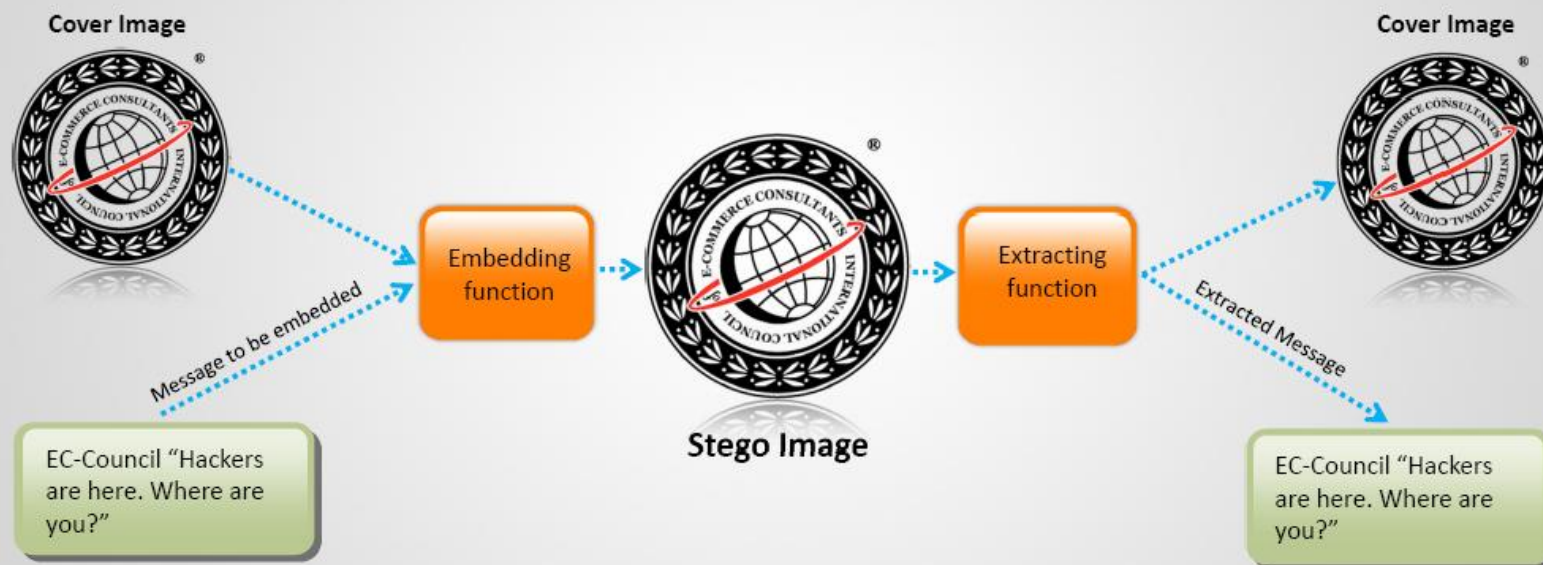 Cover Image
®
E-COMMERCE CONSULTANTS
INTERNATIONAL COUNCIL
Message to be embedded
EC-Council “Hackers
are here. Where are
you?”
Embedding
function
®
E-COMMERCE CONSULTANTS
INTERNATIONAL COUNCIL
Stego Image
Extracting
function
Cover Image
®
E-COMMERCE CONSULTANTS
INTERNATIONAL COUNCIL
Extracted Message
EC-Council “Hackers
are here. Where are
you?”